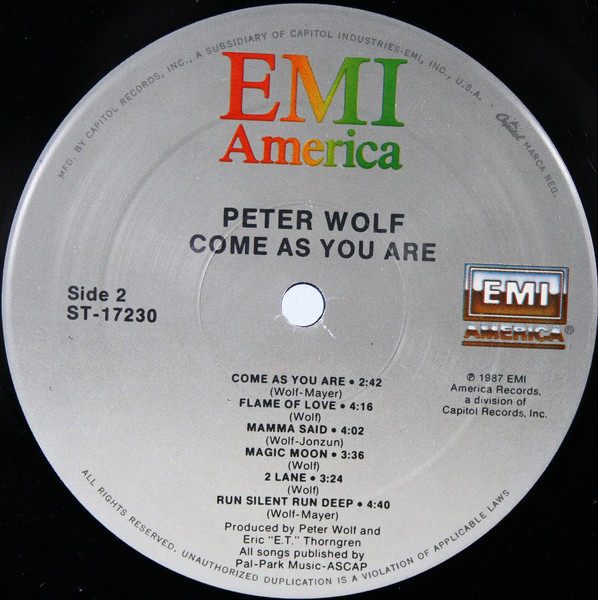 MFD. BY CAPITOL RECORDS, INC., A SUBSIDIARY OF CAPITOL INDUSTRIES-EMI, INC., U.S.A. · Capitol MARCA REG.
EMI
America
PETER WOLF
COME AS YOU ARE
Side 2
ST-17230
EMI
AMERICA®
℗ 1987 EMI
America Records,
a division of
Capitol Records, Inc.
COME AS YOU ARE • 2:42
(Wolf-Mayer)
FLAME OF LOVE • 4:16
(Wolf)
MAMMA SAID • 4:02
(Wolf-Jonzun)
MAGIC MOON • 3:36
(Wolf)
2 LANE • 3:24
(Wolf)
RUN SILENT RUN DEEP • 4:40
(Wolf-Mayer)
Produced by Peter Wolf and
Eric "E.T." Thorngren
All songs published by
Pal-Park Music-ASCAP
ALL RIGHTS RESERVED. UNAUTHORIZED DUPLICATION IS A VIOLATION OF APPLICABLE LAWS